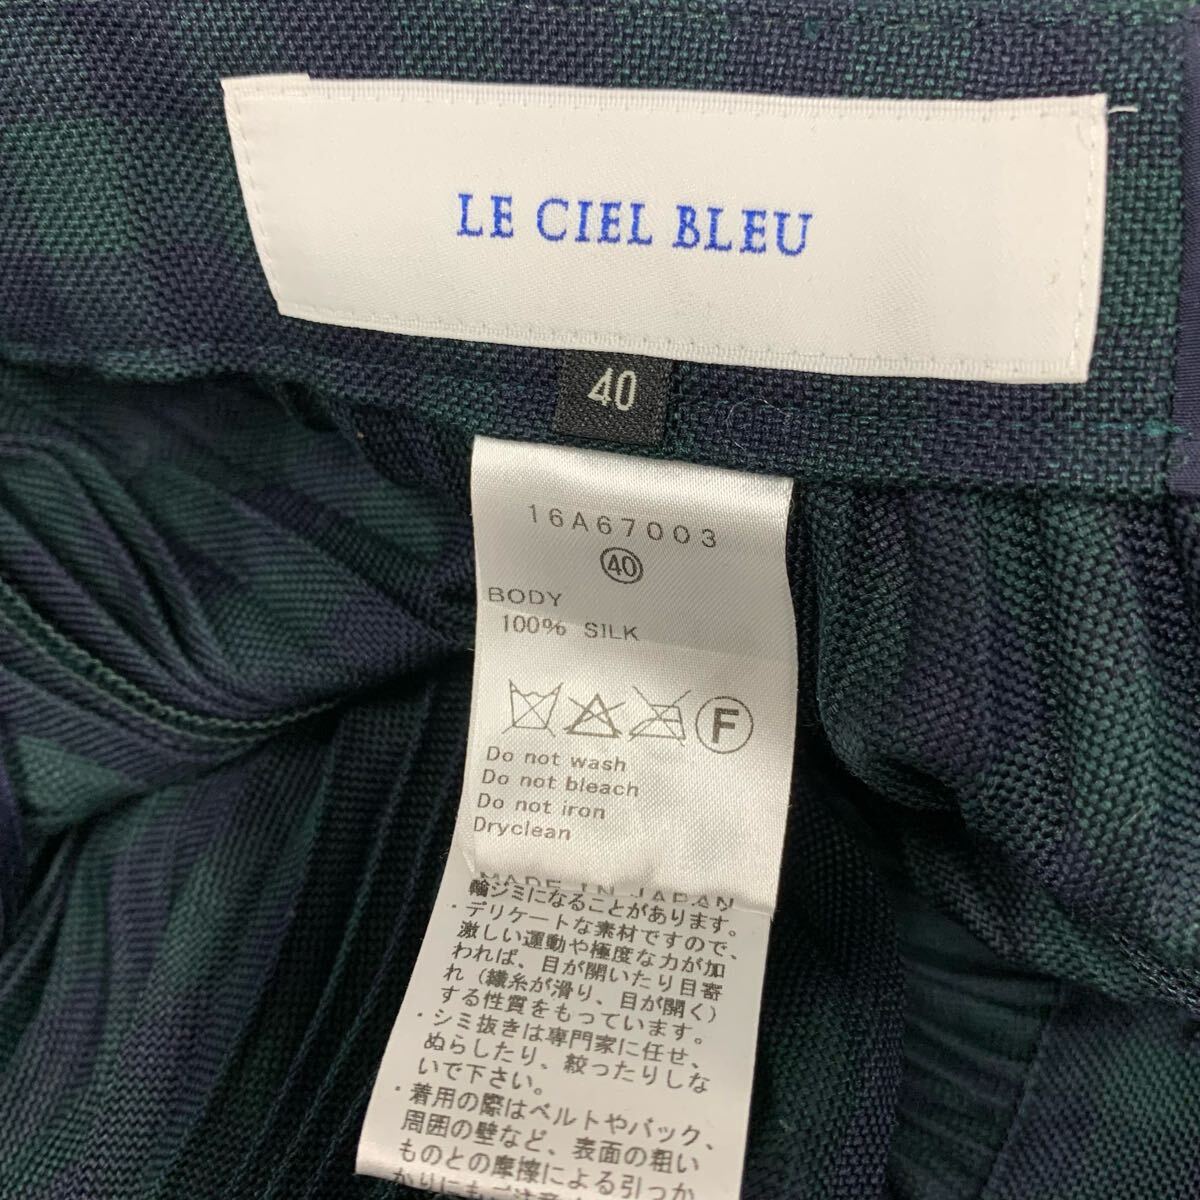 LE CIEL BLEU
40
16A67003
40
BODY
100% SILK
F
Do not wash
Do not bleach
Do not iron
Dryclean
MADE IN JAPAN
輪ジミになることがあります。
・デリケートな素材ですので、
激しい運動や極度な力が加
われば、目が開いたり目寄
れ（繊糸が滑り、目が開く）
する性質をもっています。
・シミ抜きは専門家に任せ、
ぬらしたり、絞ったりしな
いで下さい。
・着用の際はベルトやバック、
周囲の壁など、表面の粗い
ものとの摩擦による引っか
かりにもご注意